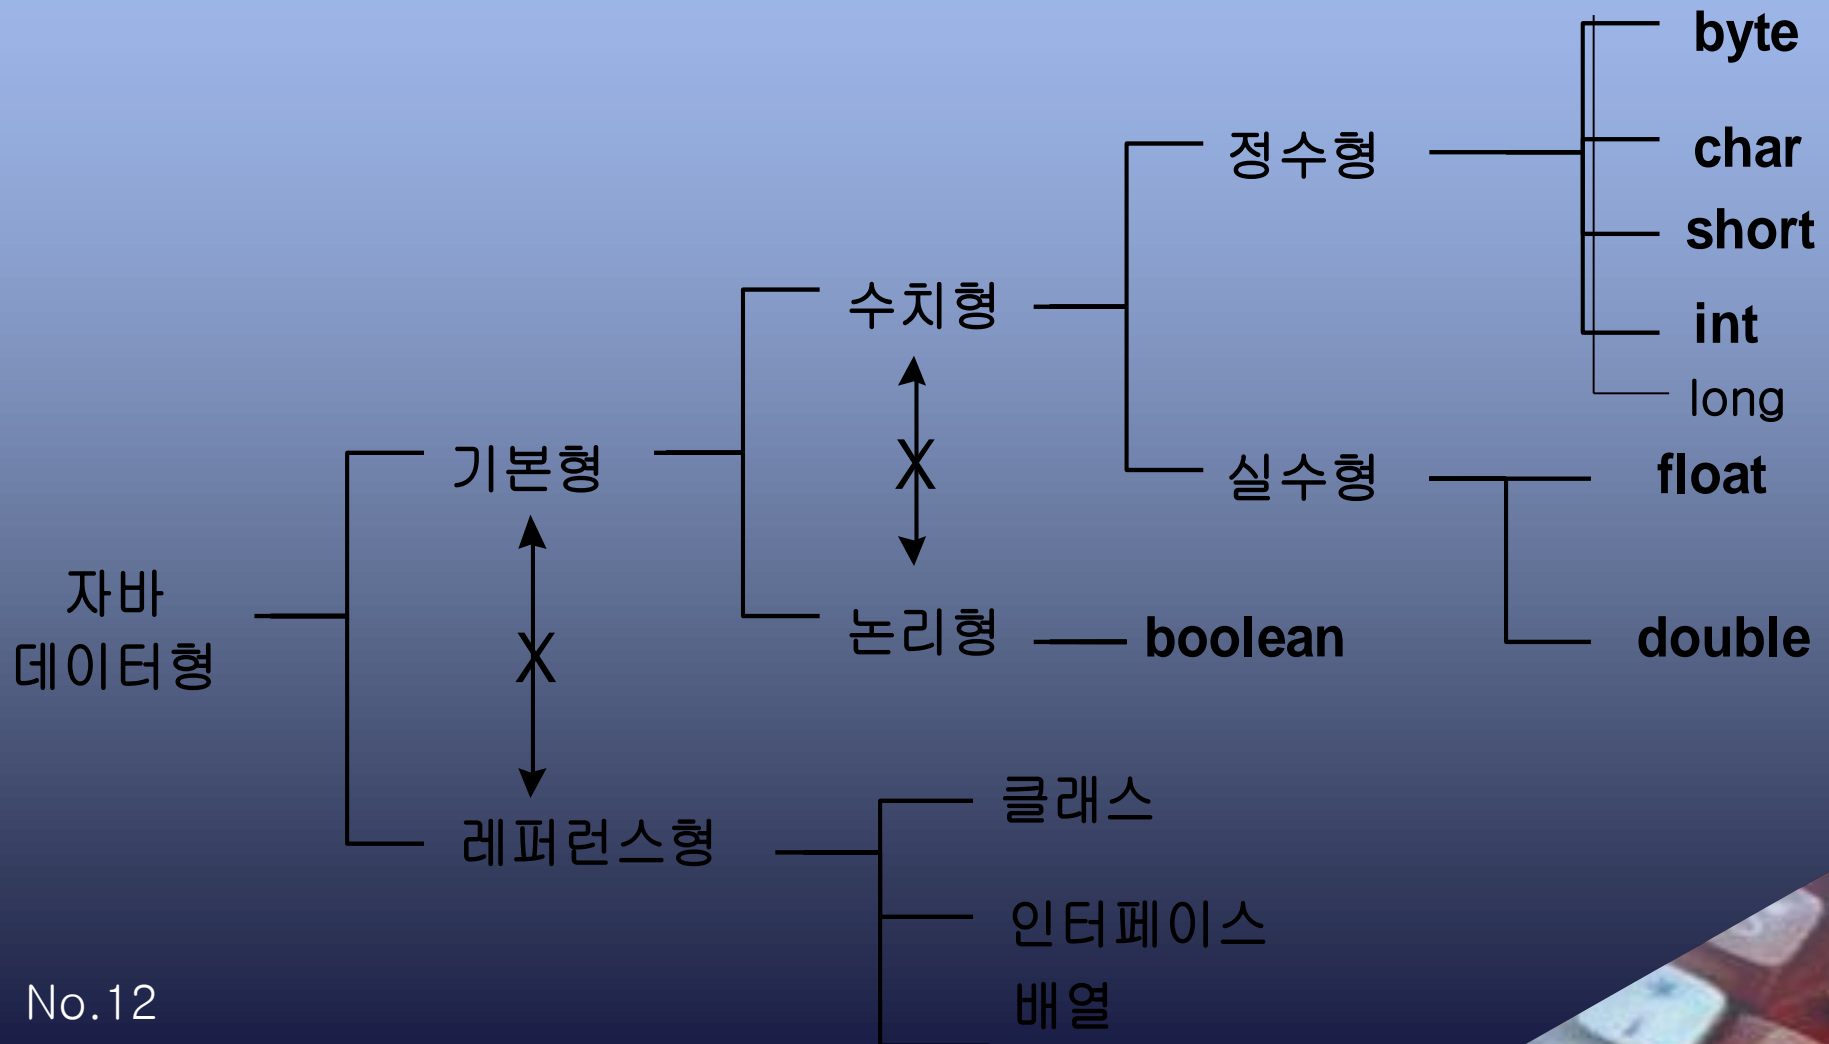 byte
정수형
char
short
수치형
int
long
기본형
X
실수형
float
자바
데이터형
X
논리형
boolean
double
클래스
레퍼런스형
인터페이스
배열
No.12